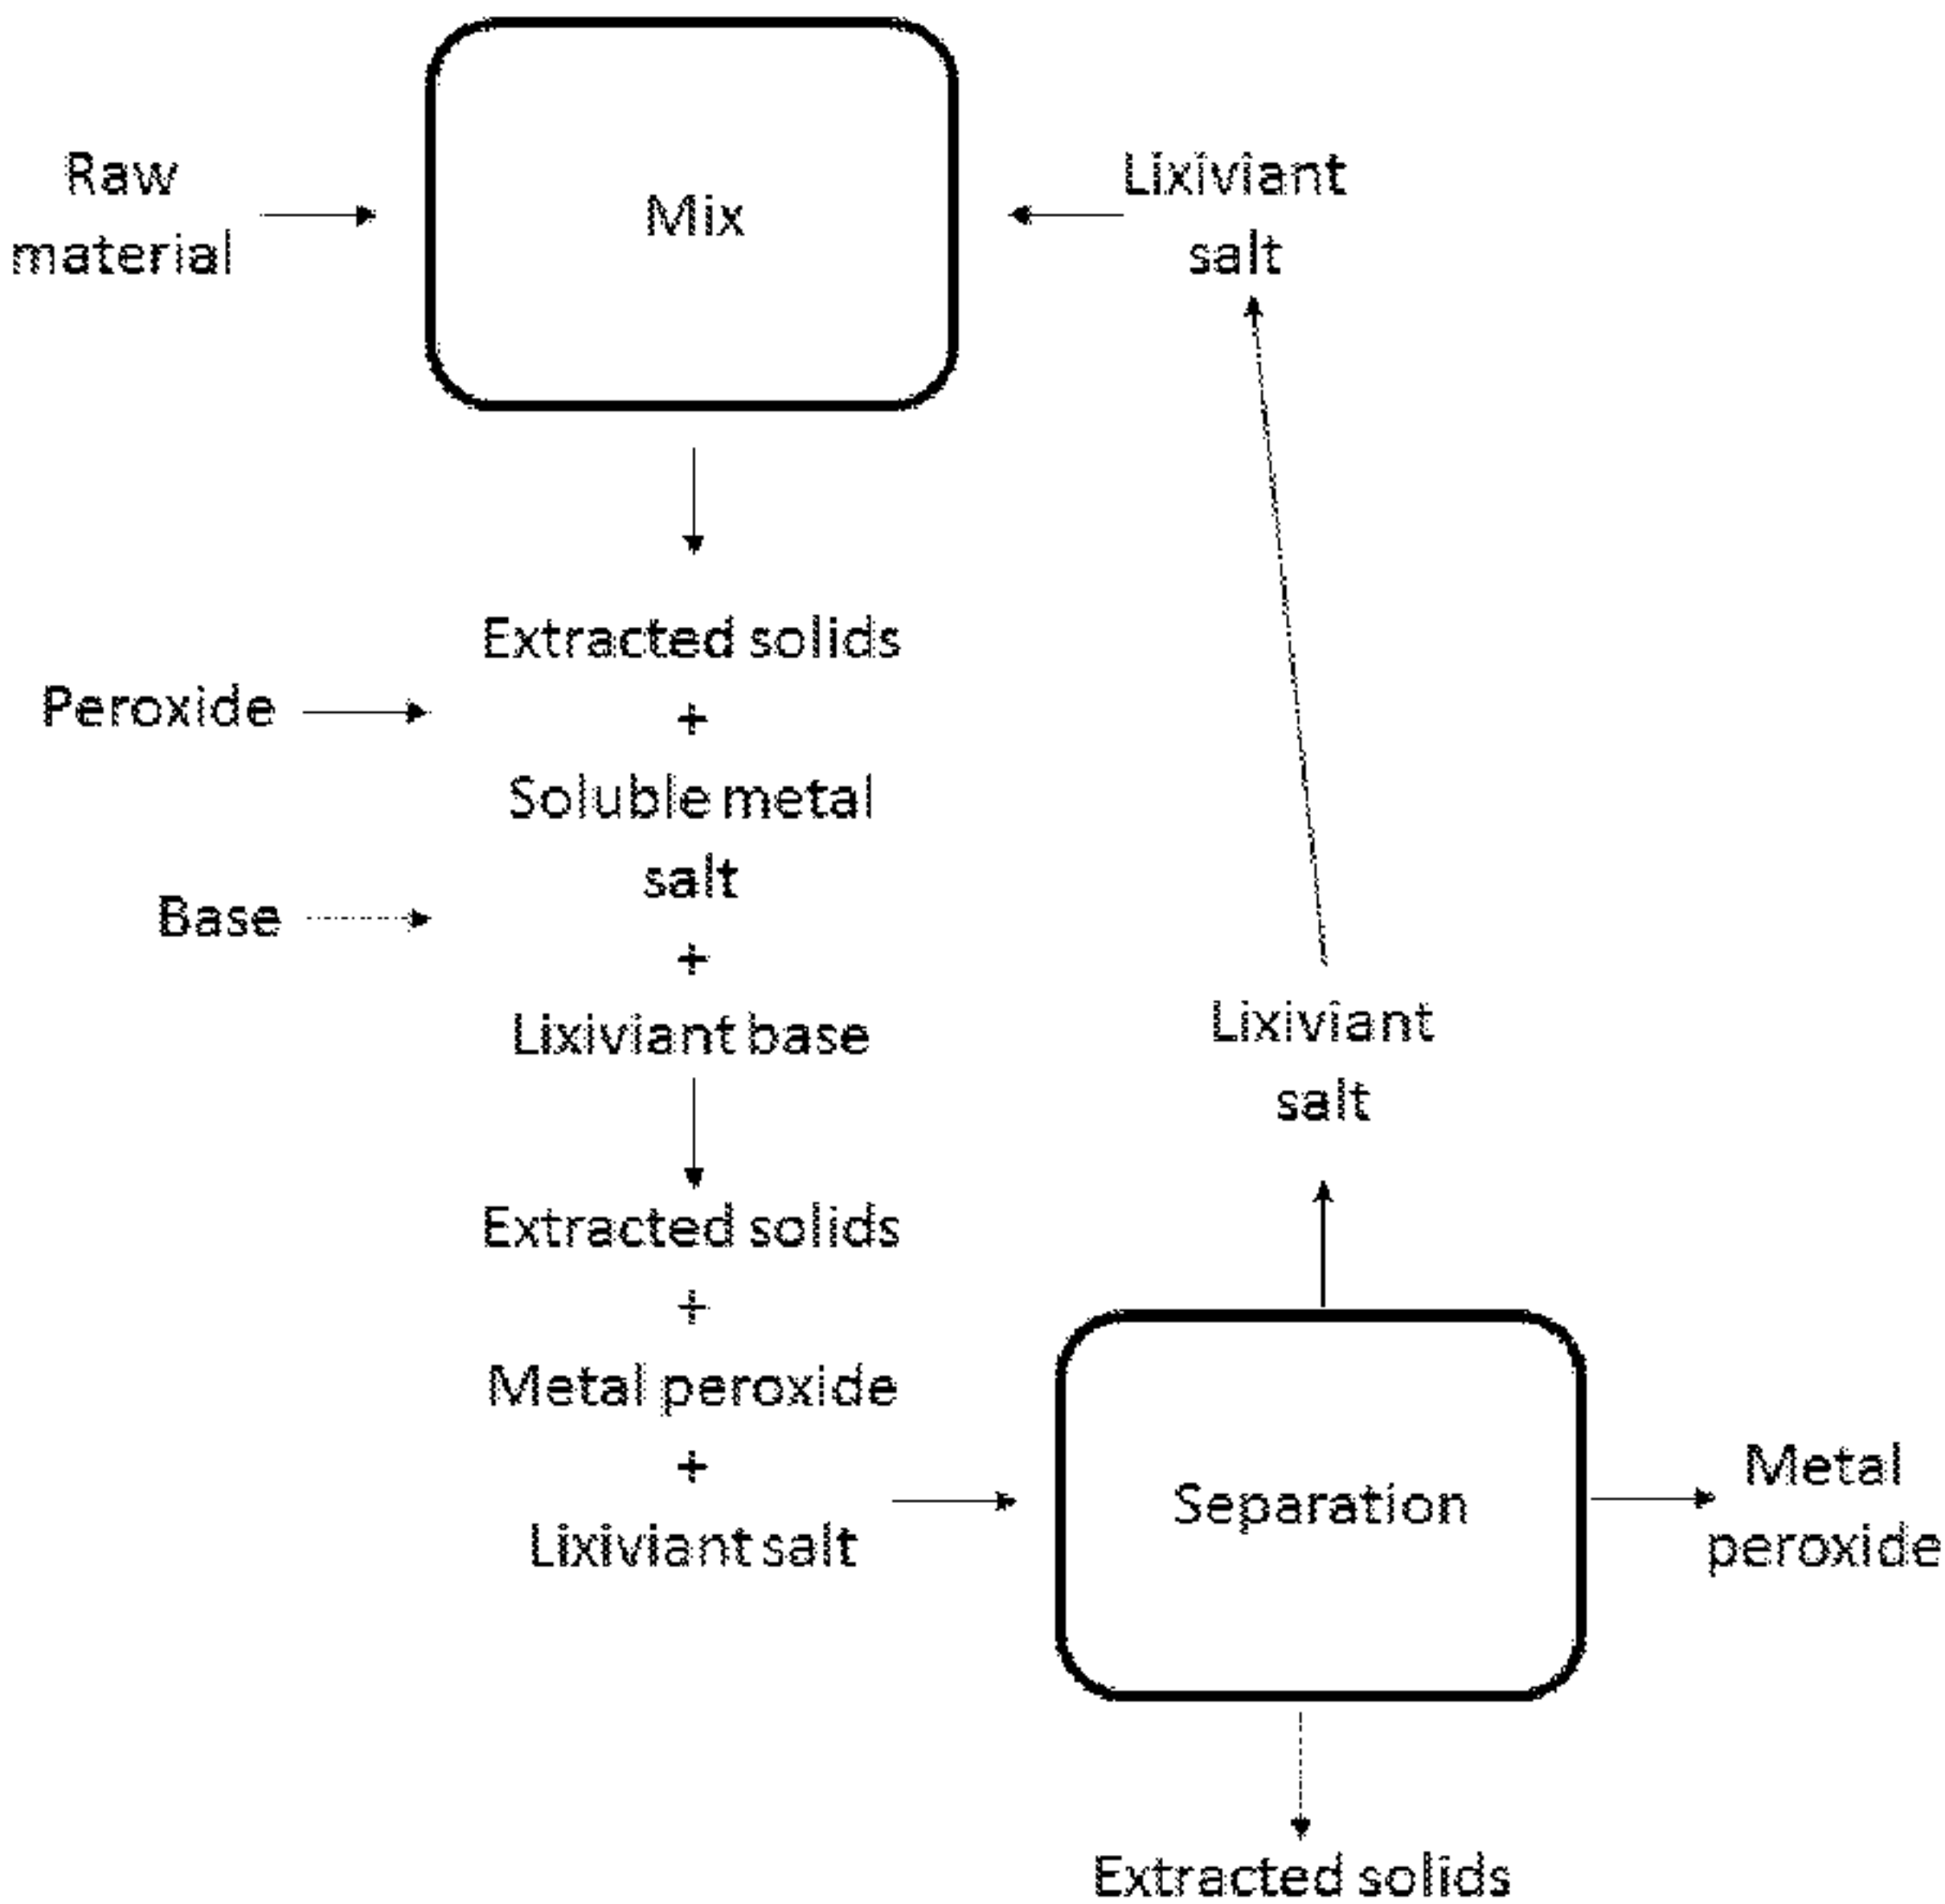 Raw
material
Mix
Lixiviant
salt
Extracted solids
Peroxide
+
Soluble metal
salt
Base
+
Lixiviant base
Lixiviant
salt
Extracted solids
+
Metal peroxide
+
Lixiviant salt
Separation
Metal
peroxide
Extracted solids